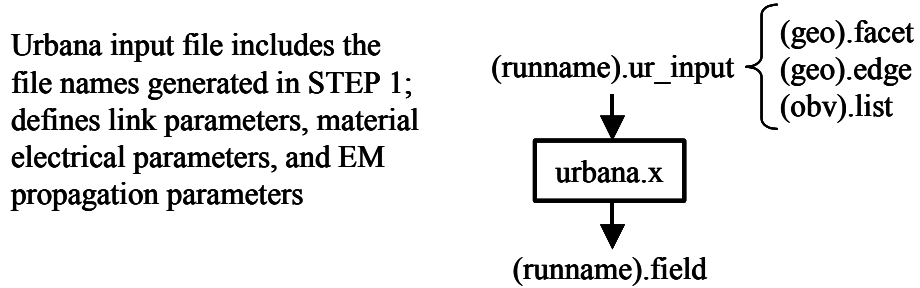 Urbana input file includes the
file names generated in STEP 1;
defines link parameters, material
electrical parameters, and EM
propagation parameters
(runname).ur_input
(geo).facet
(geo).edge
(obv).list
urbana.x
(runname).field